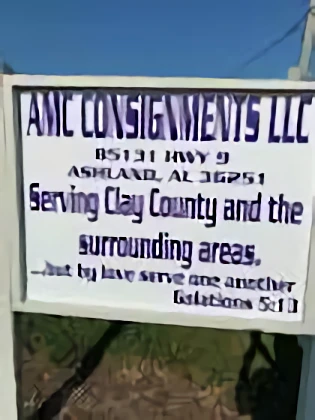 AMC CONSIGNMENTS LLC
85131 HWY 9
ASHLAND, AL 36251
Serving Clay County and the
surrounding areas.
...but by love serve one another
Galations 5:13